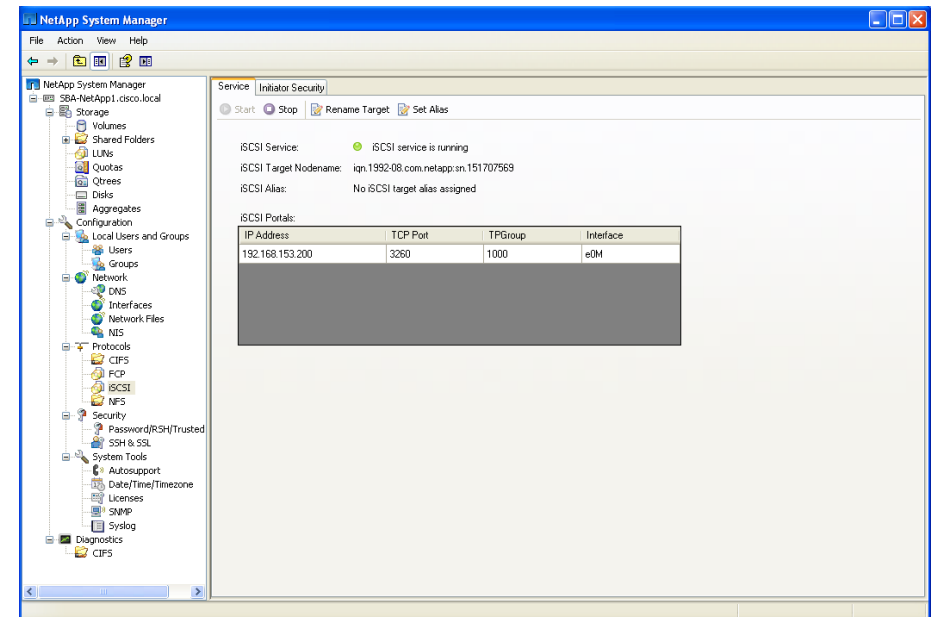 NetApp System Manager
File Action View Help
NetApp System Manager
SBA-NetApp1.cisco.local
Storage
Volumes
Shared Folders
LUNs
Quotas
Qtrees
Disks
Aggregates
Configuration
Local Users and Groups
Users
Groups
Network
DNS
Interfaces
Network Files
NIS
Protocols
CIFS
FCP
iSCSI
NFS
Security
Password/RSH/Trusted
SSH & SSL
System Tools
Autosupport
Date/Time/Timezone
Licenses
SNMP
Syslog
Diagnostics
CIFS
Service Initiator Security
Start Stop Rename Target Set Alias
iSCSI Service: iSCSI service is running
iSCSI Target Nodename: iqn.1992-08.com.netapp:sn.151707569
iSCSI Alias: No iSCSI target alias assigned
iSCSI Portals:
IP Address TCP Port TPGroup Interface
192.168.153.200 3260 1000 e0M